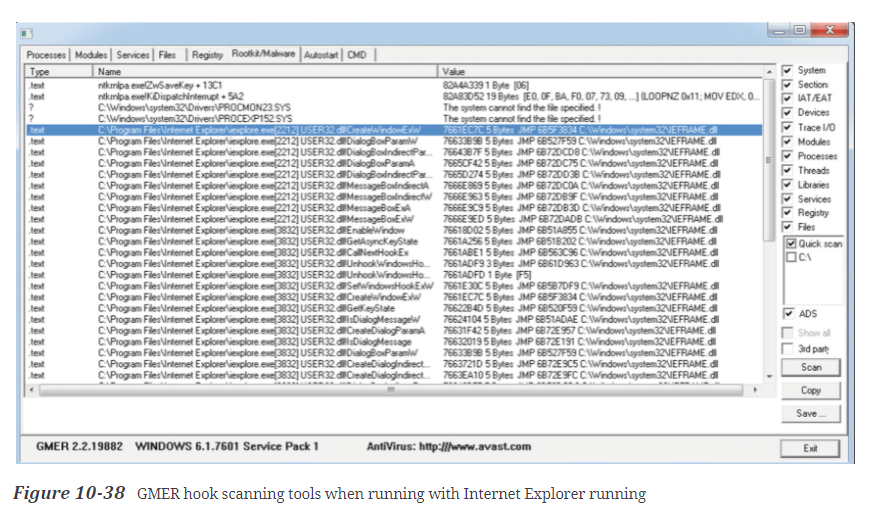 Processes Modules Services Files Registry Rootkit/Malware Autostart CMD
Type Name Value
.text ntkrnlpa.exe!ZwSaveKey + 13C1 82A4A339 1 Byte [06]
.text ntkrnlpa.exe!KiDispatchInterrupt + 5A2 82A83D52 19 Bytes [E0, 0F, BA, F0, 07, 73, 09, ...] {LOOPNZ 0x11; MOV EDX, 0...
? C:\Windows\system32\Drivers\PROCMON23.SYS The system cannot find the file specified. !
? C:\Windows\system32\Drivers\PROCEXP152.SYS The system cannot find the file specified. !
.text C:\Program Files\Internet Explorer\iexplore.exe[2212] USER32.dll!CreateWindowExW 7661EC7C 5 Bytes JMP 6B5F3834 C:\Windows\system32\IEFRAME.dll
.text C:\Program Files\Internet Explorer\iexplore.exe[2212] USER32.dll!DialogBoxParamW 76633B9B 5 Bytes JMP 6B527F59 C:\Windows\system32\IEFRAME.dll
.text C:\Program Files\Internet Explorer\iexplore.exe[2212] USER32.dll!DialogBoxIndirectPar... 76643B7F 5 Bytes JMP 6B72DCD8 C:\Windows\system32\IEFRAME.dll
.text C:\Program Files\Internet Explorer\iexplore.exe[2212] USER32.dll!DialogBoxParamA 7665CF42 5 Bytes JMP 6B72DC75 C:\Windows\system32\IEFRAME.dll
.text C:\Program Files\Internet Explorer\iexplore.exe[2212] USER32.dll!DialogBoxIndirectPar... 7665D274 5 Bytes JMP 6B72DD3B C:\Windows\system32\IEFRAME.dll
.text C:\Program Files\Internet Explorer\iexplore.exe[2212] USER32.dll!MessageBoxIndirectA 7666E869 5 Bytes JMP 6B72DC0A C:\Windows\system32\IEFRAME.dll
.text C:\Program Files\Internet Explorer\iexplore.exe[2212] USER32.dll!MessageBoxIndirectW 7666E963 5 Bytes JMP 6B72DB9F C:\Windows\system32\IEFRAME.dll
.text C:\Program Files\Internet Explorer\iexplore.exe[2212] USER32.dll!MessageBoxExA 7666E9C9 5 Bytes JMP 6B72DB3D C:\Windows\system32\IEFRAME.dll
.text C:\Program Files\Internet Explorer\iexplore.exe[2212] USER32.dll!MessageBoxExW 7666E9ED 5 Bytes JMP 6B72DADB C:\Windows\system32\IEFRAME.dll
.text C:\Program Files\Internet Explorer\iexplore.exe[3832] USER32.dll!EnableWindow 76618D02 5 Bytes JMP 6B51A855 C:\Windows\system32\IEFRAME.dll
.text C:\Program Files\Internet Explorer\iexplore.exe[3832] USER32.dll!GetAsyncKeyState 7661A256 5 Bytes JMP 6B51B202 C:\Windows\system32\IEFRAME.dll
.text C:\Program Files\Internet Explorer\iexplore.exe[3832] USER32.dll!CallNextHookEx 7661ABE1 5 Bytes JMP 6B563C96 C:\Windows\system32\IEFRAME.dll
.text C:\Program Files\Internet Explorer\iexplore.exe[3832] USER32.dll!UnhookWindowsHo... 7661ADF9 3 Bytes JMP 6B61D963 C:\Windows\system32\IEFRAME.dll
.text C:\Program Files\Internet Explorer\iexplore.exe[3832] USER32.dll!UnhookWindowsHo... 7661ADFD 1 Byte [F5]
.text C:\Program Files\Internet Explorer\iexplore.exe[3832] USER32.dll!SetWindowsHookExW 7661E30C 5 Bytes JMP 6B5B7DF9 C:\Windows\system32\IEFRAME.dll
.text C:\Program Files\Internet Explorer\iexplore.exe[3832] USER32.dll!CreateWindowExW 7661EC7C 5 Bytes JMP 6B5F3834 C:\Windows\system32\IEFRAME.dll
.text C:\Program Files\Internet Explorer\iexplore.exe[3832] USER32.dll!GetKeyState 76622B4D 5 Bytes JMP 6B520F59 C:\Windows\system32\IEFRAME.dll
.text C:\Program Files\Internet Explorer\iexplore.exe[3832] USER32.dll!IsDialogMessageW 76624104 5 Bytes JMP 6B51ADAE C:\Windows\system32\IEFRAME.dll
.text C:\Program Files\Internet Explorer\iexplore.exe[3832] USER32.dll!CreateDialogParamA 76631F42 5 Bytes JMP 6B72E957 C:\Windows\system32\IEFRAME.dll
.text C:\Program Files\Internet Explorer\iexplore.exe[3832] USER32.dll!IsDialogMessage 76632019 5 Bytes JMP 6B72E191 C:\Windows\system32\IEFRAME.dll
.text C:\Program Files\Internet Explorer\iexplore.exe[3832] USER32.dll!DialogBoxParamW 76633B9B 5 Bytes JMP 6B527F59 C:\Windows\system32\IEFRAME.dll
.text C:\Program Files\Internet Explorer\iexplore.exe[3832] USER32.dll!CreateDialogIndirect... 7663721D 5 Bytes JMP 6B72E9C5 C:\Windows\system32\IEFRAME.dll
.text C:\Program Files\Internet Explorer\iexplore.exe[3832] USER32.dll!CreateDialogIndirect... 7663EA10 5 Bytes JMP 6B72E9FC C:\Windows\system32\IEFRAME.dll
System
Section:
IAT/EAT
Devices
Trace I/O
Modules
Processes
Threads
Libraries
Services
Registry
Files
Quick scan
C:\
ADS
Show all
3rd party
Scan
Copy
Save ...
GMER 2.2.19882 WINDOWS 6.1.7601 Service Pack 1 AntiVirus: http://www.avast.com
Exit
Figure 10-38 GMER hook scanning tools when running with Internet Explorer running